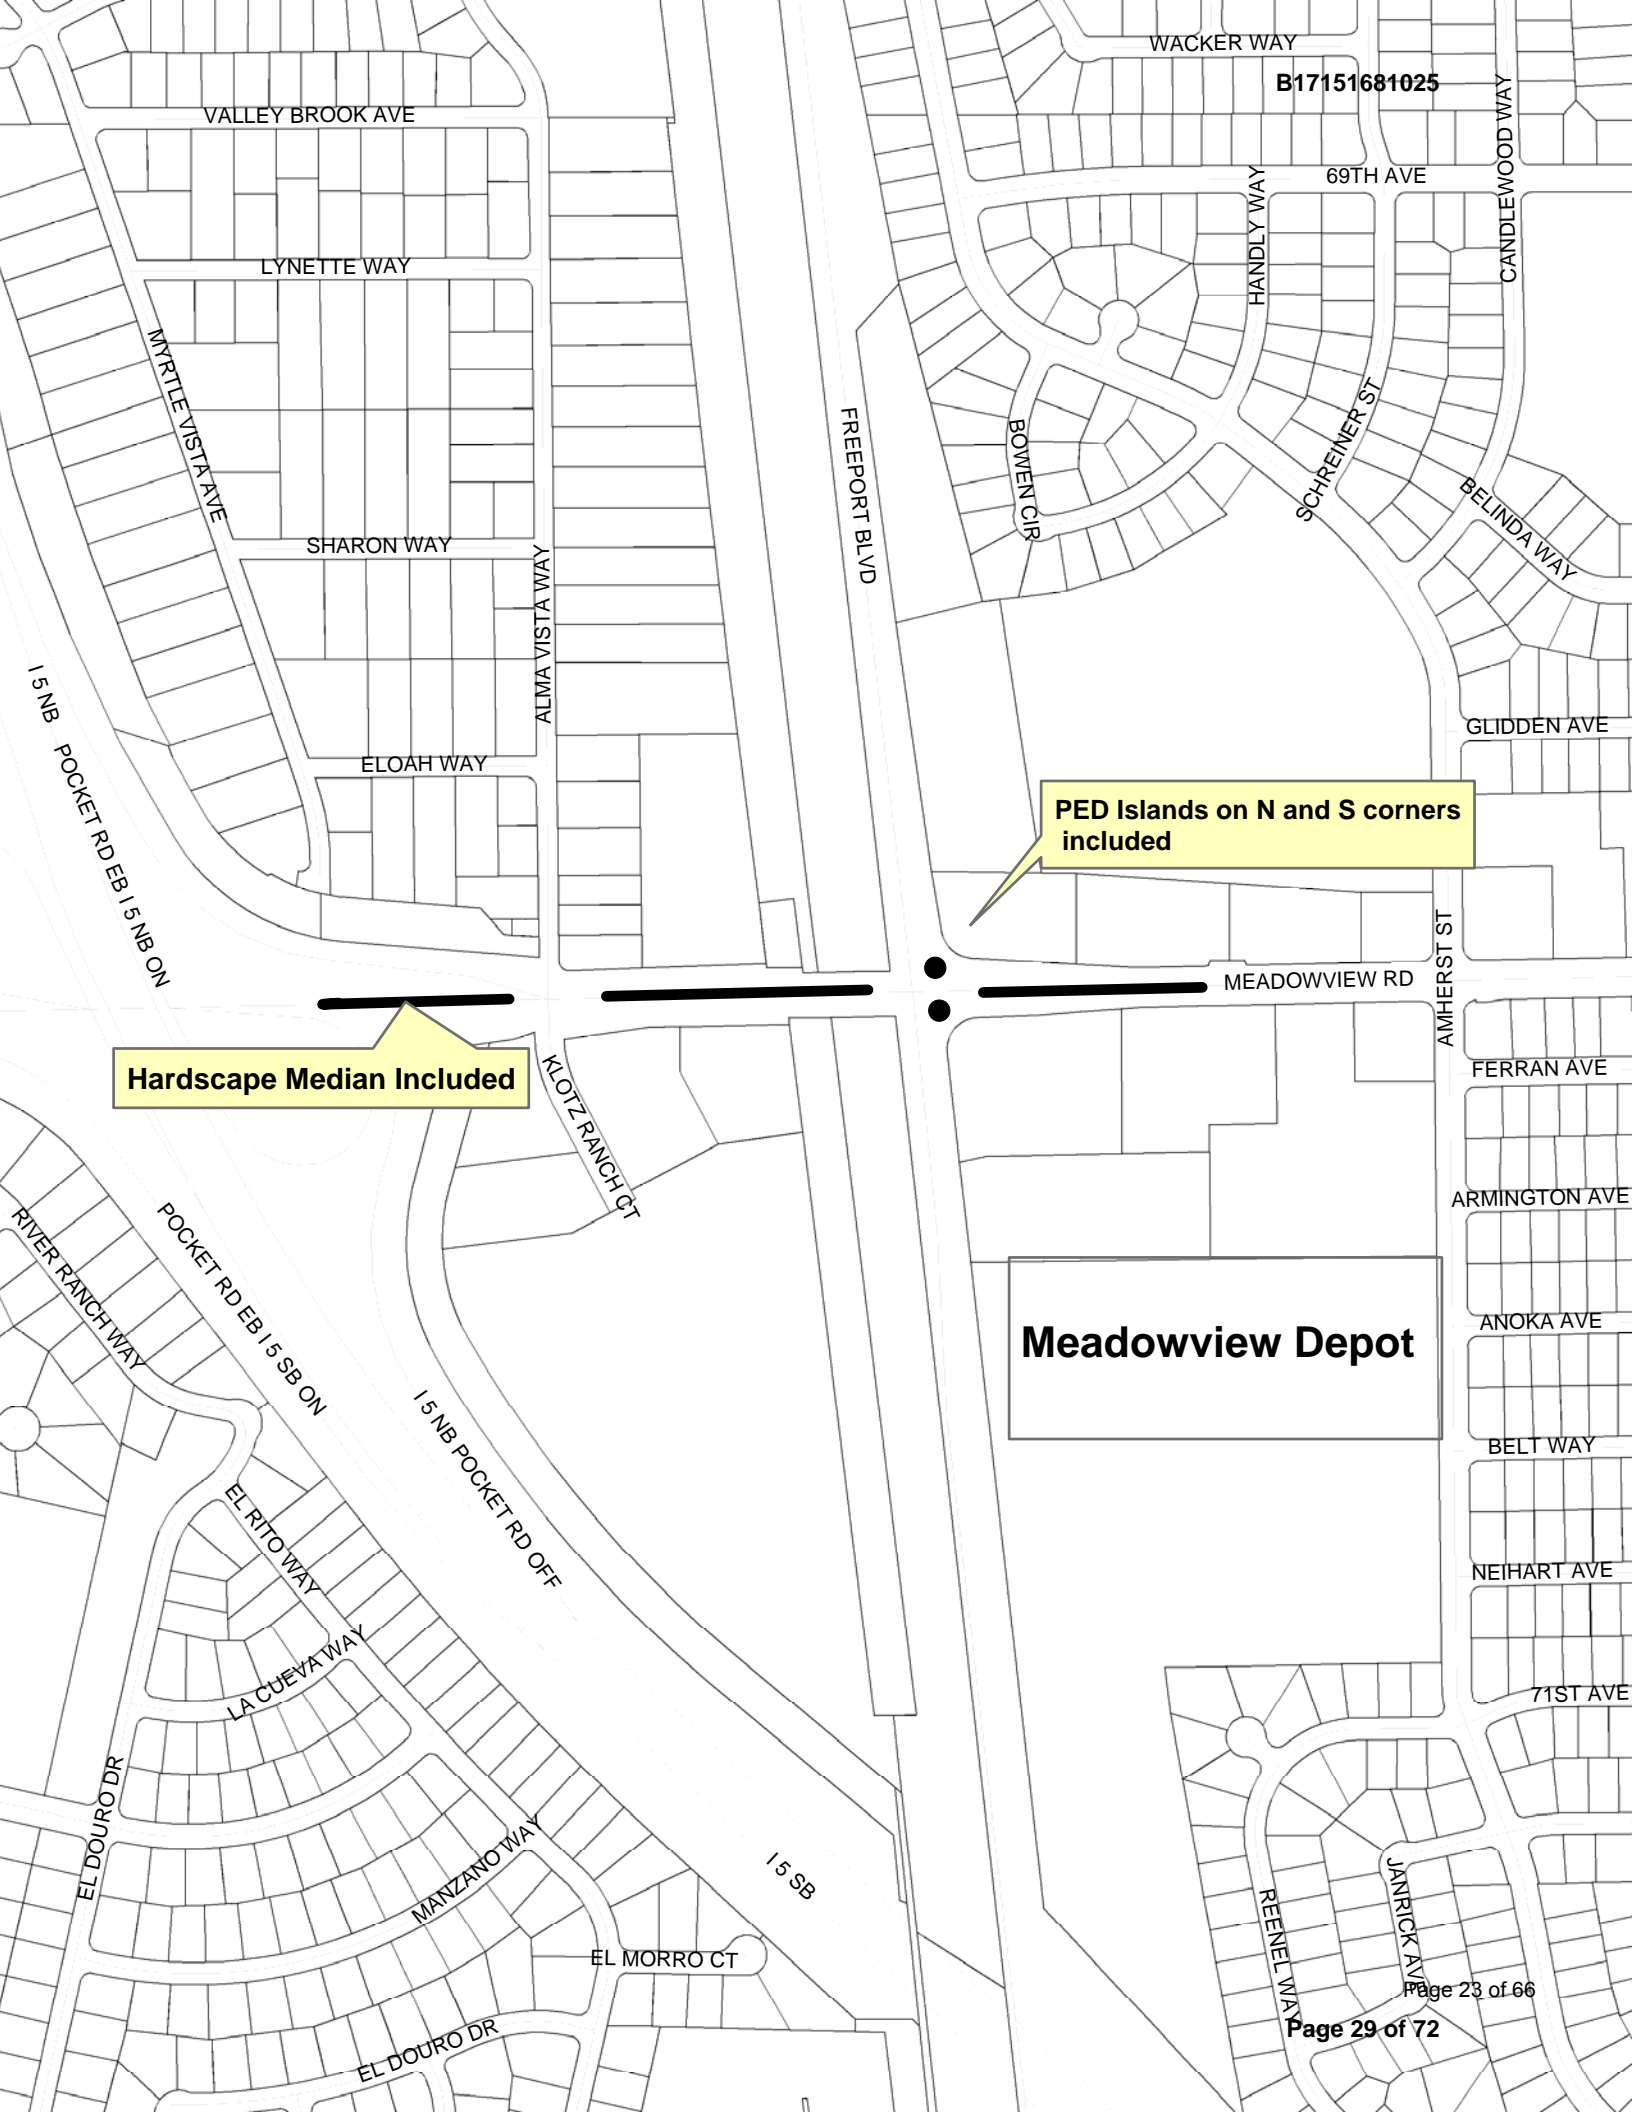 WACKER WAY
B17151681025
VALLEY BROOK AVE
CANDLEWOOD WAY
69TH AVE
HANDLY WAY
LYNETTE WAY
MYRTLE VISTA AVE
FREEPORT BLVD
BOWEN CIR
SCHREINER ST
BELINDA WAY
SHARON WAY
ALMA VISTA WAY
I 5 NB
POCKET RD EB I 5 NB ON
GLIDDEN AVE
ELOAH WAY
PED Islands on N and S corners
included
AMHERST ST
MEADOWVIEW RD
Hardscape Median Included
KLOTZ RANCH CT
FERRAN AVE
ARMINGTON AVE
RIVER RANCH WAY
POCKET RD EB I 5 SB ON
Meadowview Depot
ANOKA AVE
I 5 NB POCKET RD OFF
BELT WAY
EL RITO WAY
NEIHART AVE
LA CUEVA WAY
71ST AVE
EL DOURO DR
MANZANO WAY
I 5 SB
JANRICK AVE
REENEL WAY
EL MORRO CT
Page 23 of 66
Page 29 of 72
EL DOURO DR